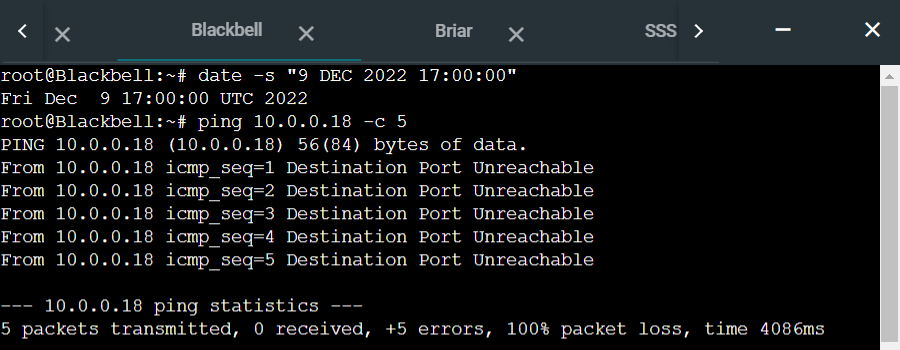 Blackbell
Briar
SSS
root@Blackbell:~# date -s "9 DEC 2022 17:00:00"
Fri Dec  9 17:00:00 UTC 2022
root@Blackbell:~# ping 10.0.0.18 -c 5
PING 10.0.0.18 (10.0.0.18) 56(84) bytes of data.
From 10.0.0.18 icmp_seq=1 Destination Port Unreachable
From 10.0.0.18 icmp_seq=2 Destination Port Unreachable
From 10.0.0.18 icmp_seq=3 Destination Port Unreachable
From 10.0.0.18 icmp_seq=4 Destination Port Unreachable
From 10.0.0.18 icmp_seq=5 Destination Port Unreachable
--- 10.0.0.18 ping statistics ---
5 packets transmitted, 0 received, +5 errors, 100% packet loss, time 4086ms